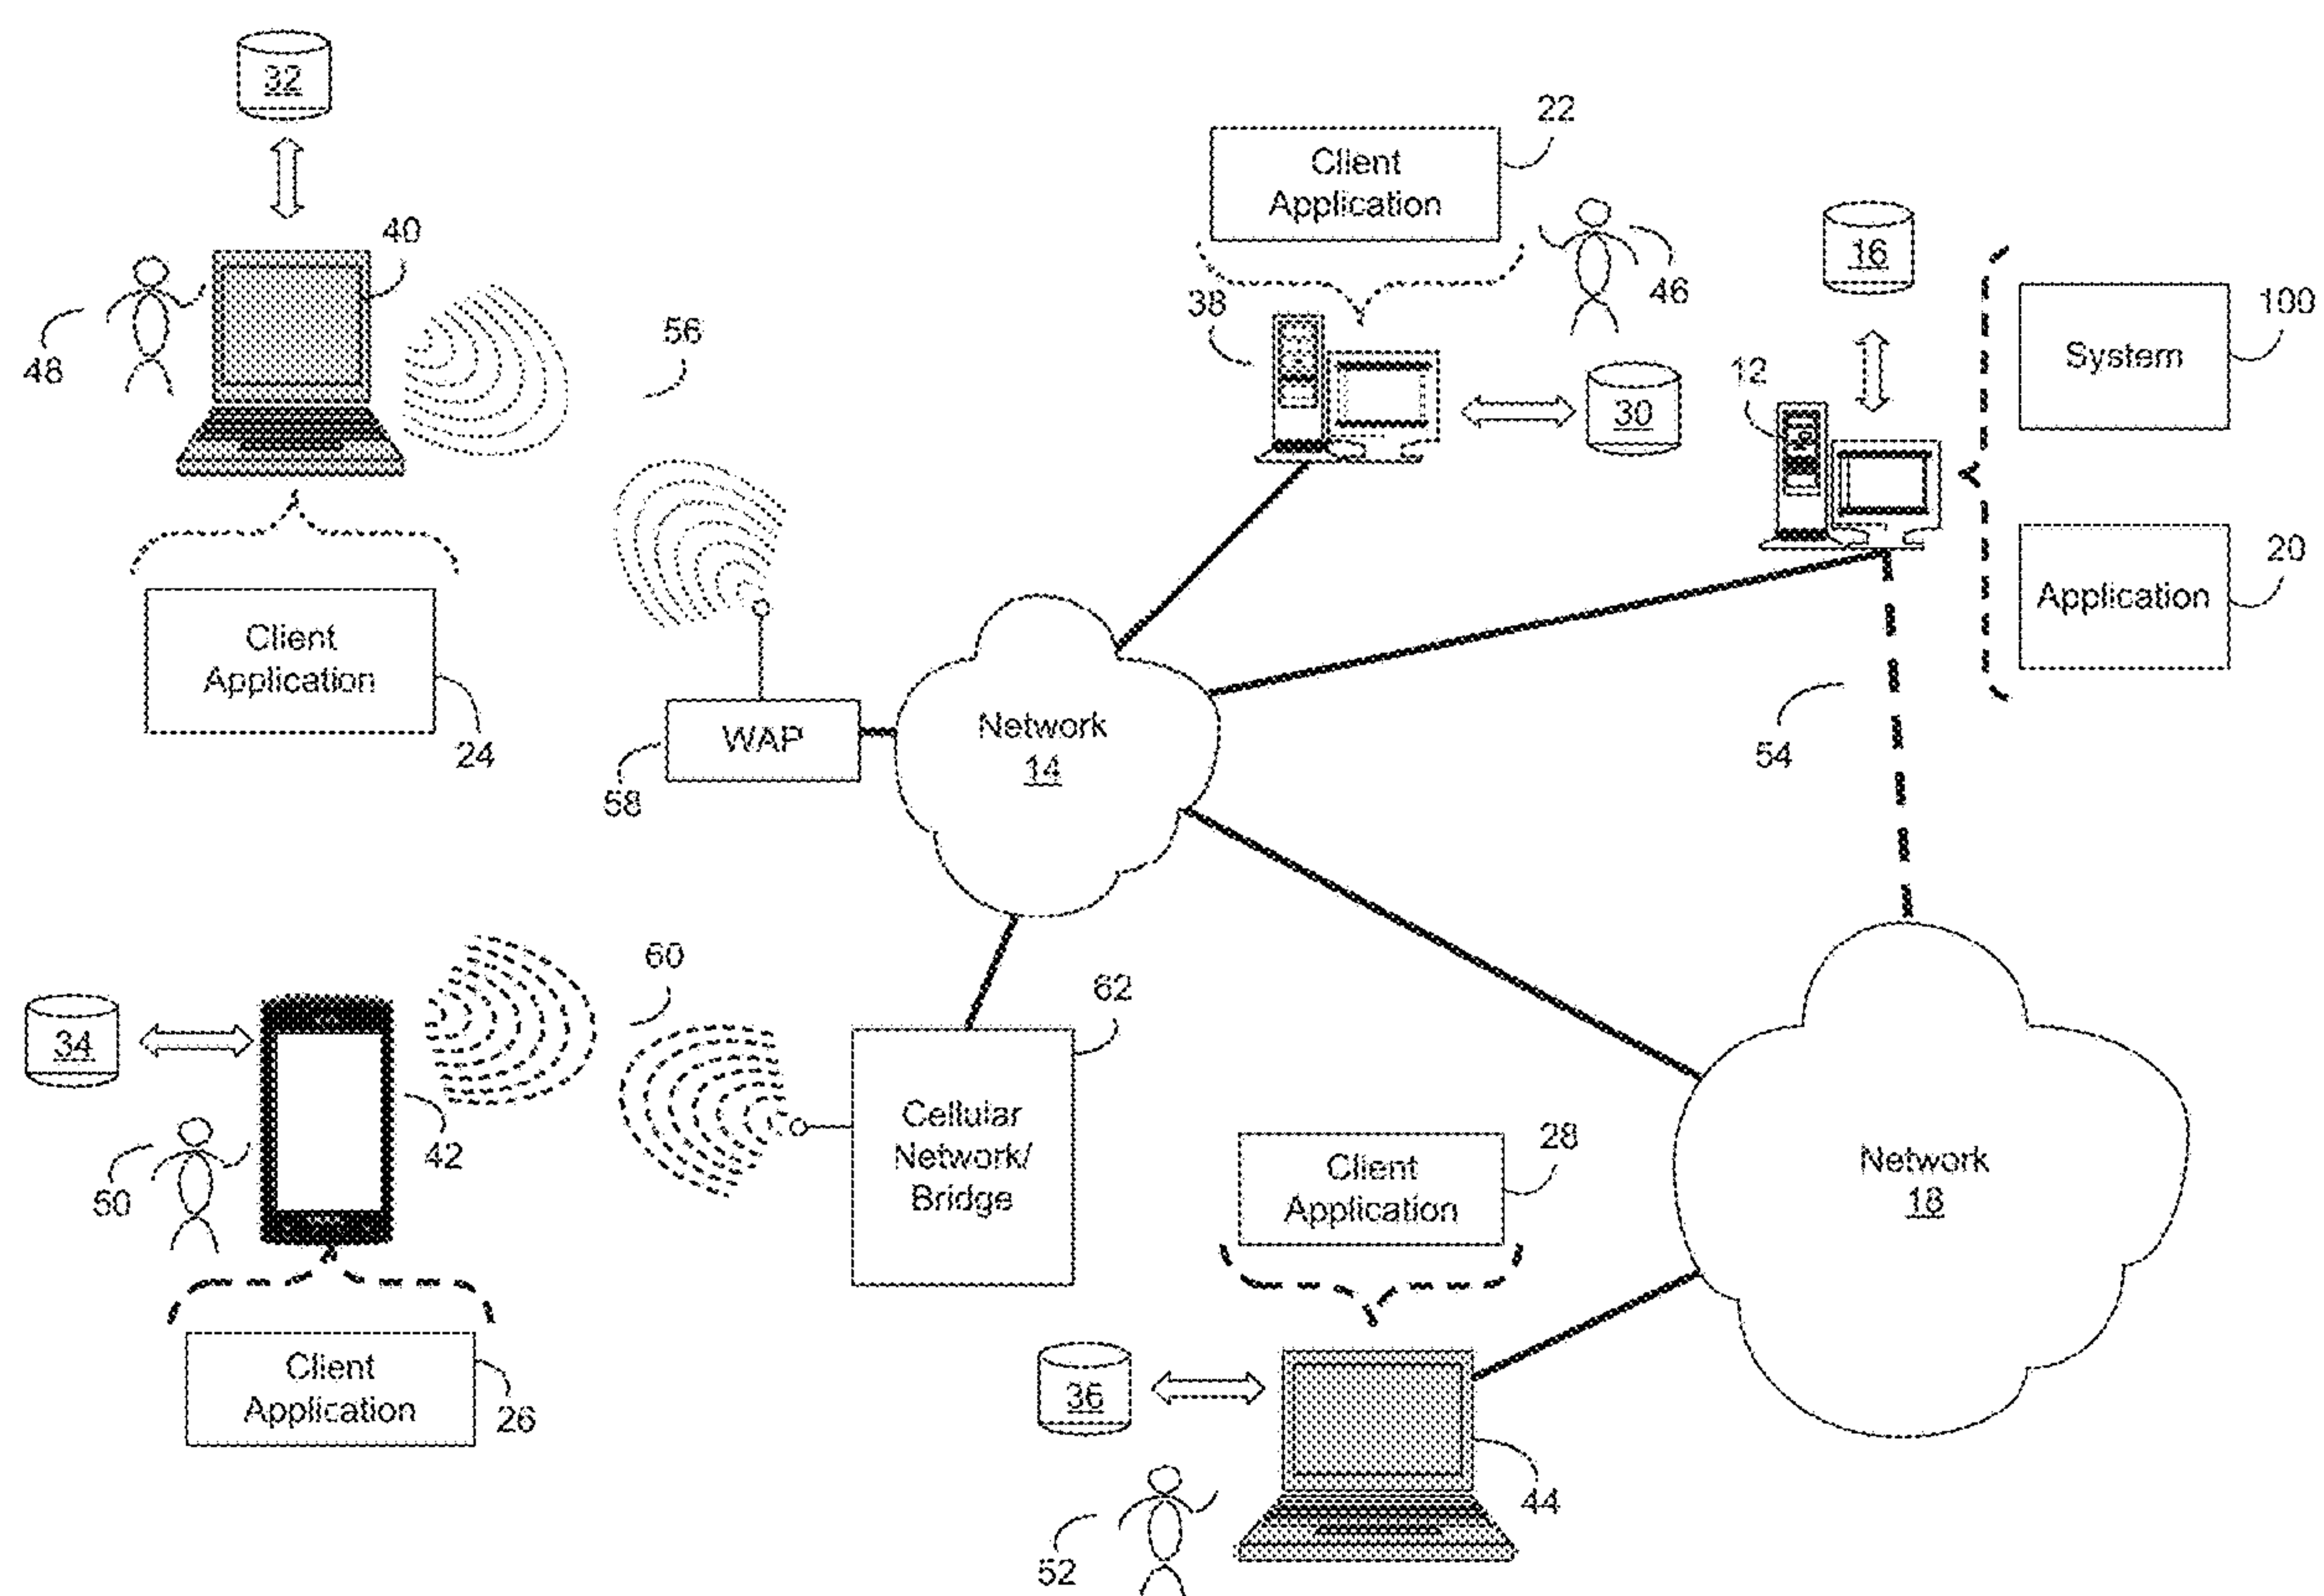 32
22
Client
Application
40
16
48
56
38
46
System
100
12
30
Client
Application
24
Application
20
WAP
58
Network
14
54
60
62
34
42
50
Cellular
Network/
Bridge
Client
Application
28
Network
18
Client
Application
26
36
44
52